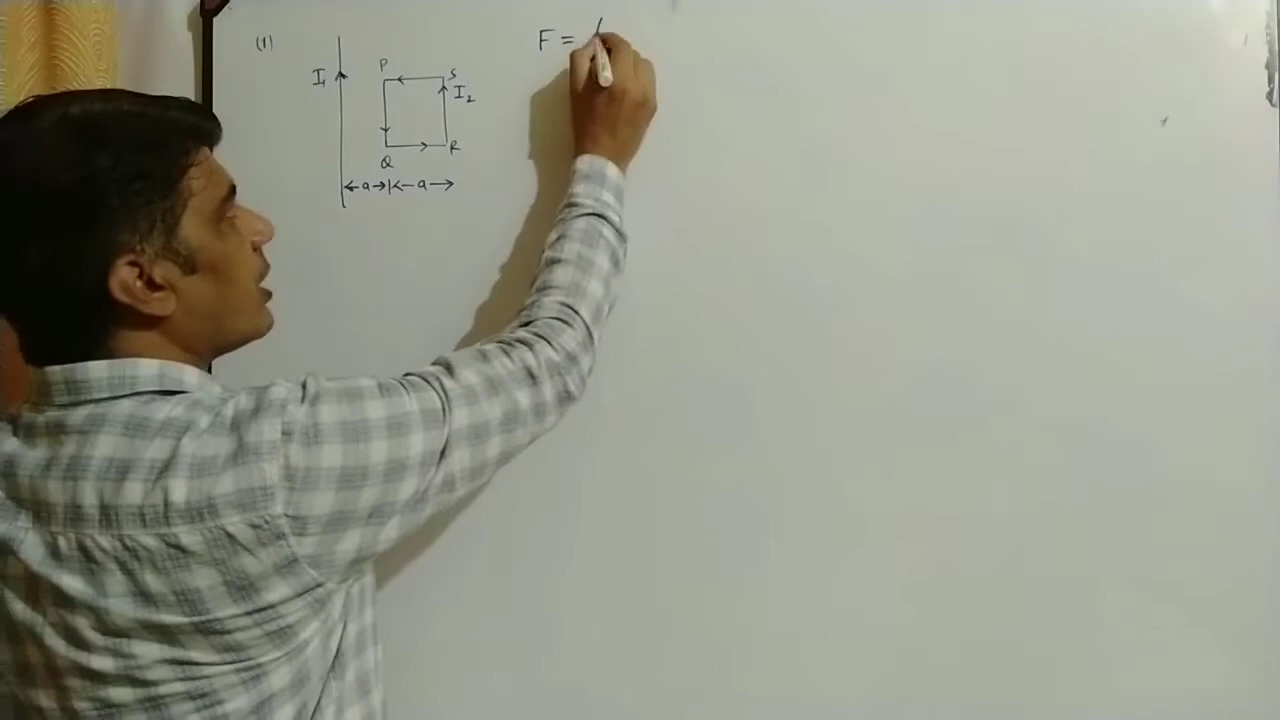 (1)
F =
I₁
P
S
I₂
Q
R
a
a